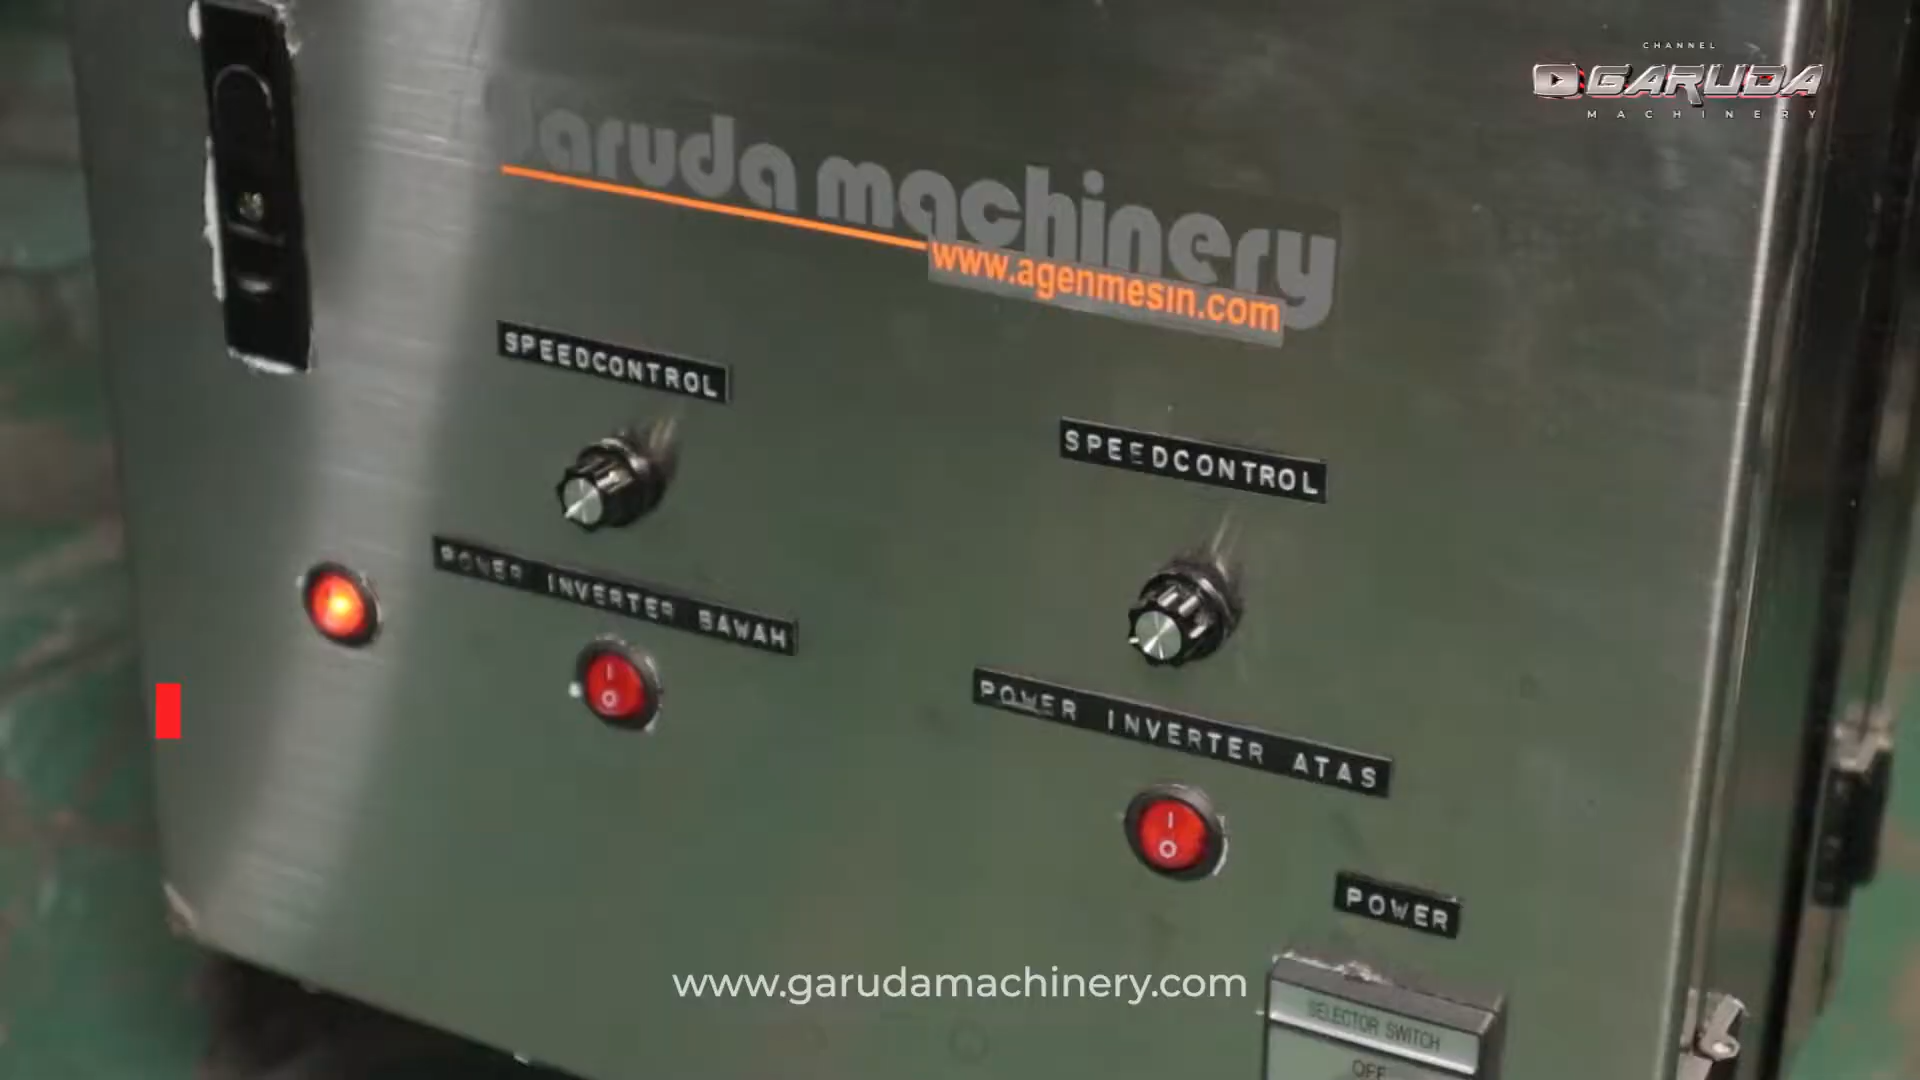 CHANNEL
GARUDA
MACHINERY
garuda machinery
www.agenmesin.com
SPEEDCONTROL
SPEEDCONTROL
POWER INVERTER BAWAH
I
O
POWER INVERTER ATAS
I
O
POWER
www.garudamachinery.com
SELECTOR SWITCH
OFF